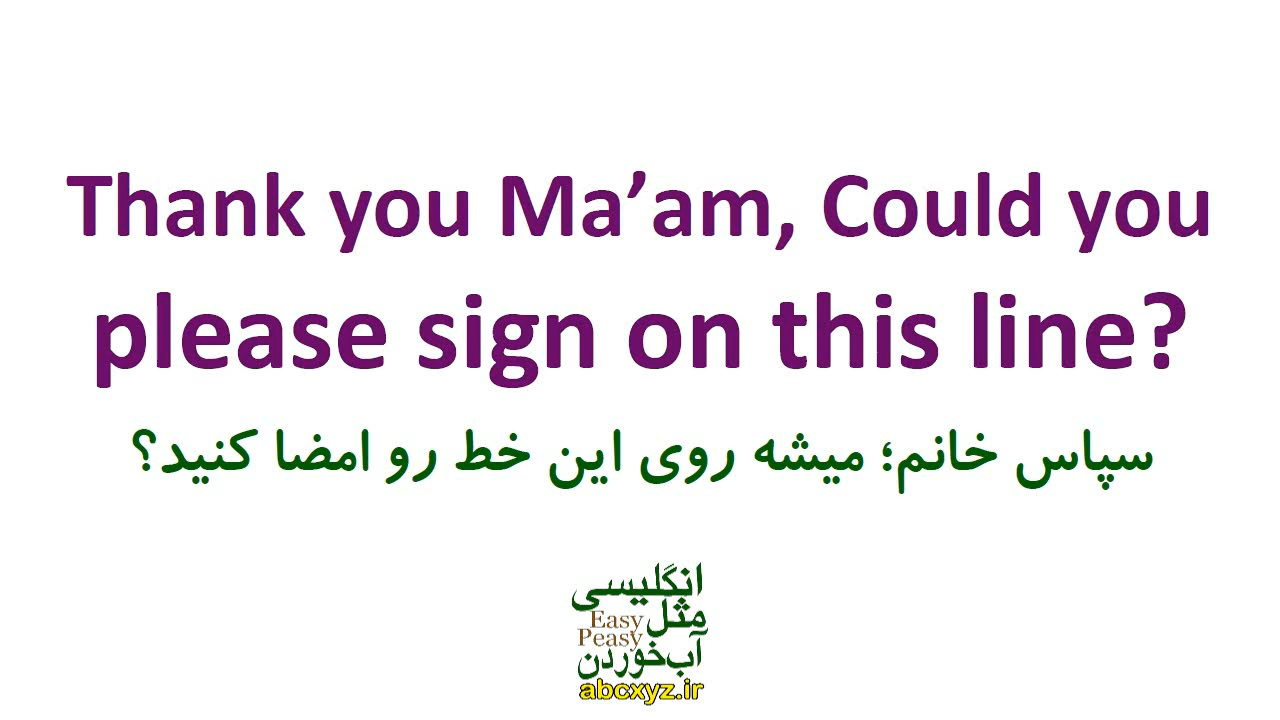 Thank you Ma’am, Could you
please sign on this line?
سپاس خانم؛ میشه روی این خط رو امضا کنید؟
انگلیسی
مثل
Easy
Peasy
آب‌خوردن
abcxyz.ir